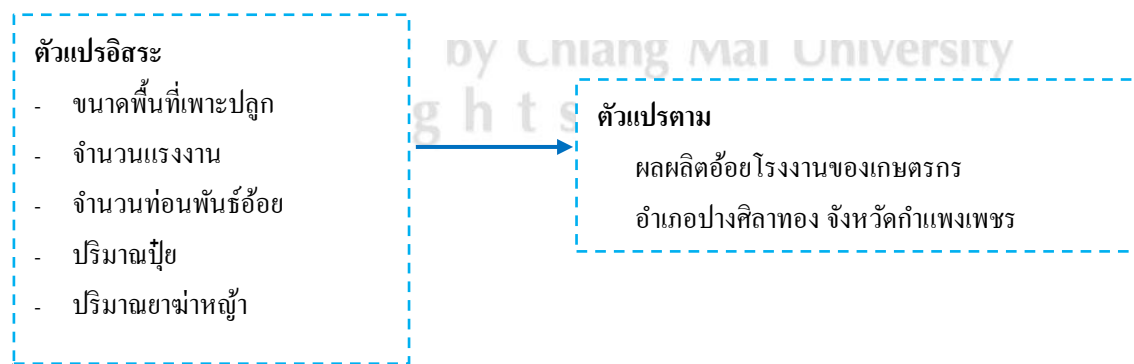 ตัวแปรอิสระ
- ขนาดพื้นที่เพาะปลูก
- จำนวนแรงงาน
- จำนวนท่อนพันธ์อ้อย
- ปริมาณปุ๋ย
- ปริมาณยาฆ่าหญ้า
by Chiang Mai University
g h t s
ตัวแปรตาม
ผลผลิตอ้อยโรงงานของเกษตรกร
อำเภอปางศิลาทอง จังหวัดกำแพงเพชร